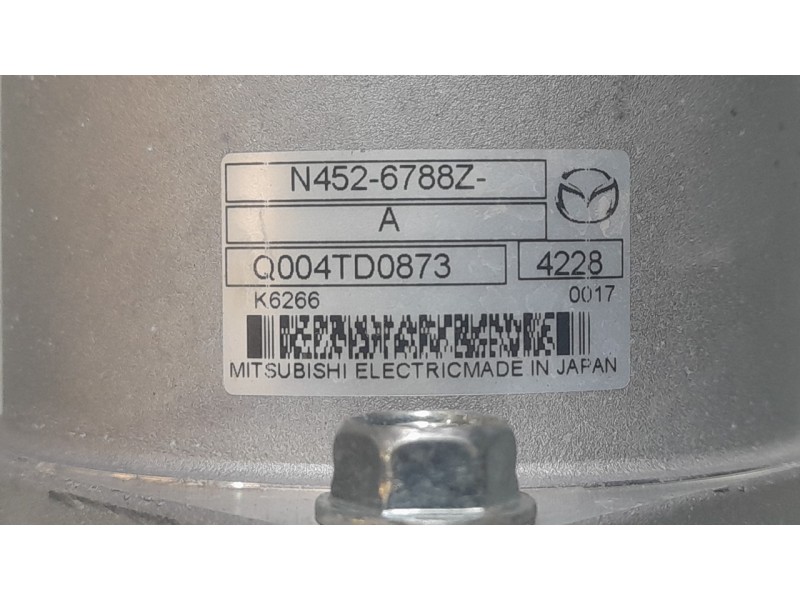 N452-6788Z-
A
Q004TD0873 4228
K6266 0017
MITSUBISHI ELECTRICMADE IN JAPAN